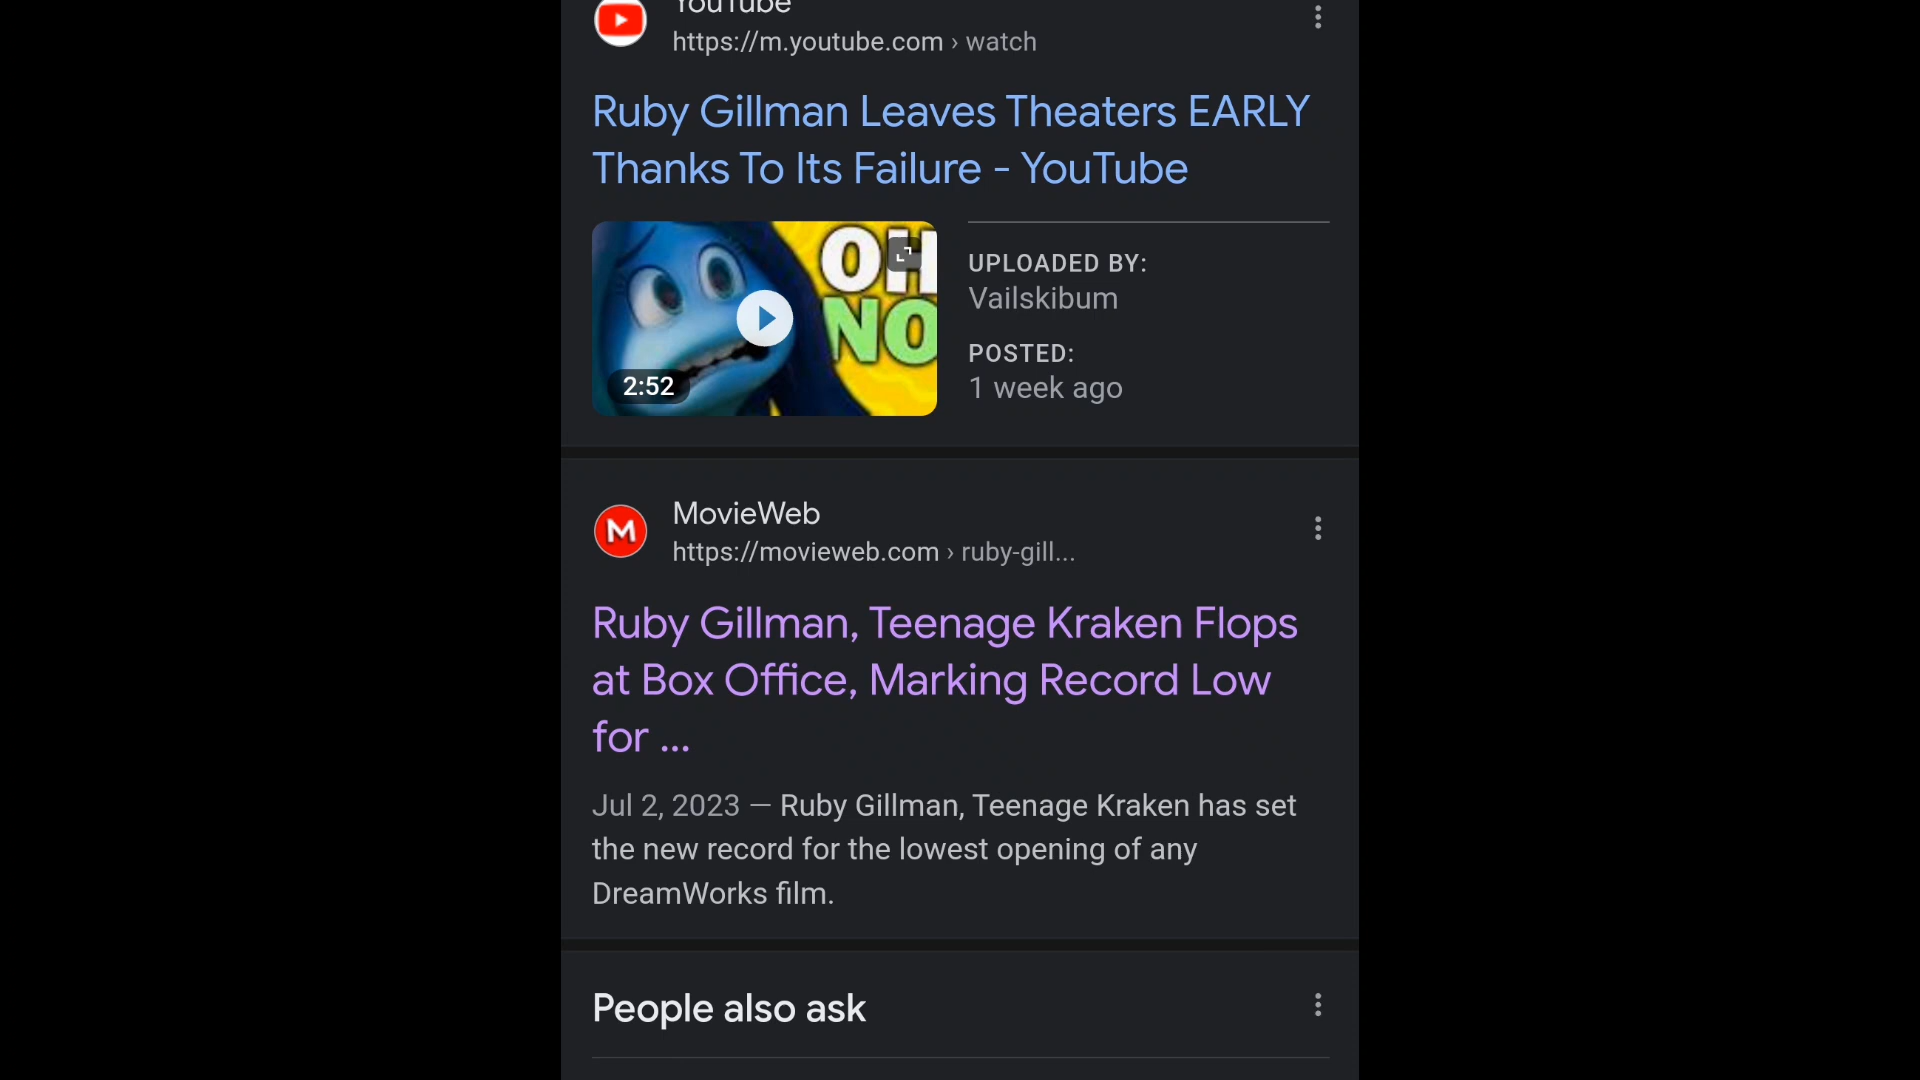 YouTube
https://m.youtube.com › watch
Ruby Gillman Leaves Theaters EARLY
Thanks To Its Failure - YouTube
OH
NO
2:52
UPLOADED BY:
Vailskibum
POSTED:
1 week ago
M
MovieWeb
https://movieweb.com › ruby-gill...
Ruby Gillman, Teenage Kraken Flops
at Box Office, Marking Record Low
for ...
Jul 2, 2023 — Ruby Gillman, Teenage Kraken has set
the new record for the lowest opening of any
DreamWorks film.
People also ask